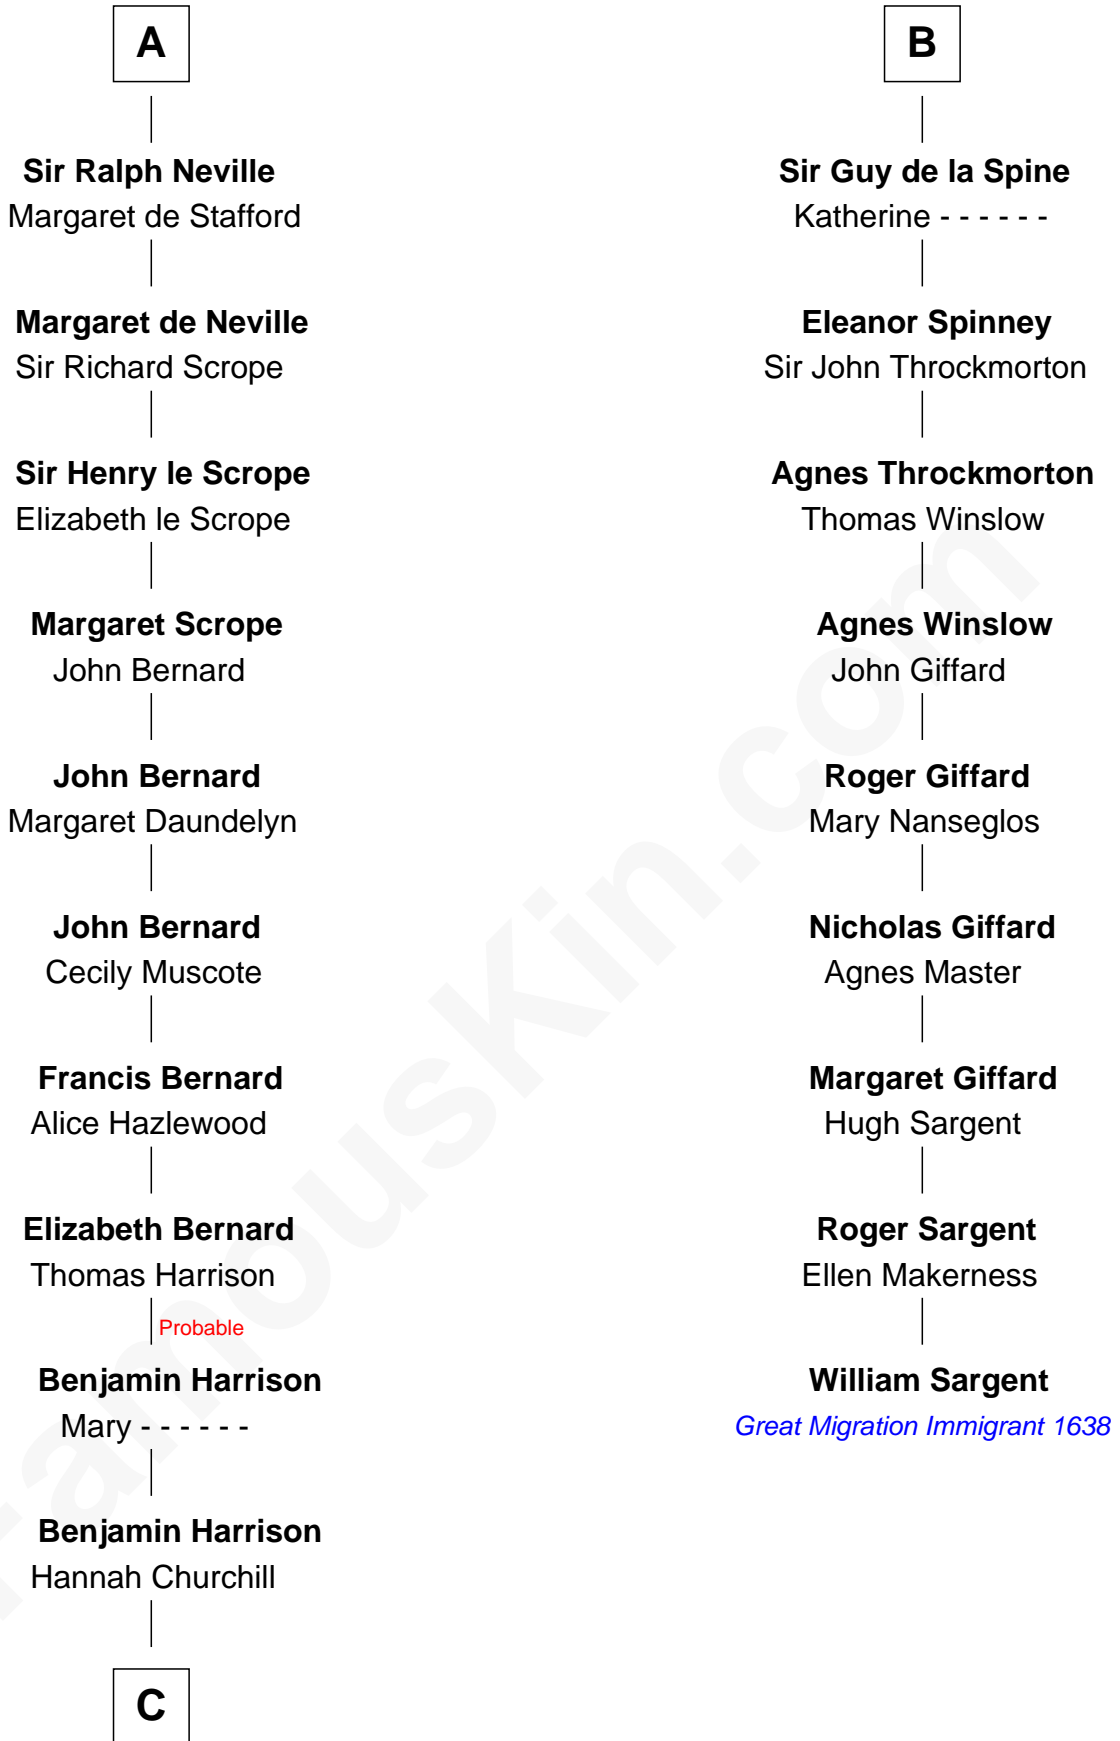 A
Sir Ralph Neville
Margaret de Stafford
Margaret de Neville
Sir Richard Scrope
Sir Henry le Scrope
Elizabeth le Scrope
Margaret Scrope
John Bernard
John Bernard
Margaret Daundelyn
John Bernard
Cecily Muscote
Francis Bernard
Alice Hazlewood
Elizabeth Bernard
Thomas Harrison
Probable
Benjamin Harrison
Mary - - - - - -
Benjamin Harrison
Hannah Churchill
C
B
Sir Guy de la Spine
Katherine - - - - - -
Eleanor Spinney
Sir John Throckmorton
Agnes Throckmorton
Thomas Winslow
Agnes Winslow
John Giffard
Roger Giffard
Mary Nanseglos
Nicholas Giffard
Agnes Master
Margaret Giffard
Hugh Sargent
Roger Sargent
Ellen Makerness
William Sargent
Great Migration Immigrant 1638
FamousKin.com